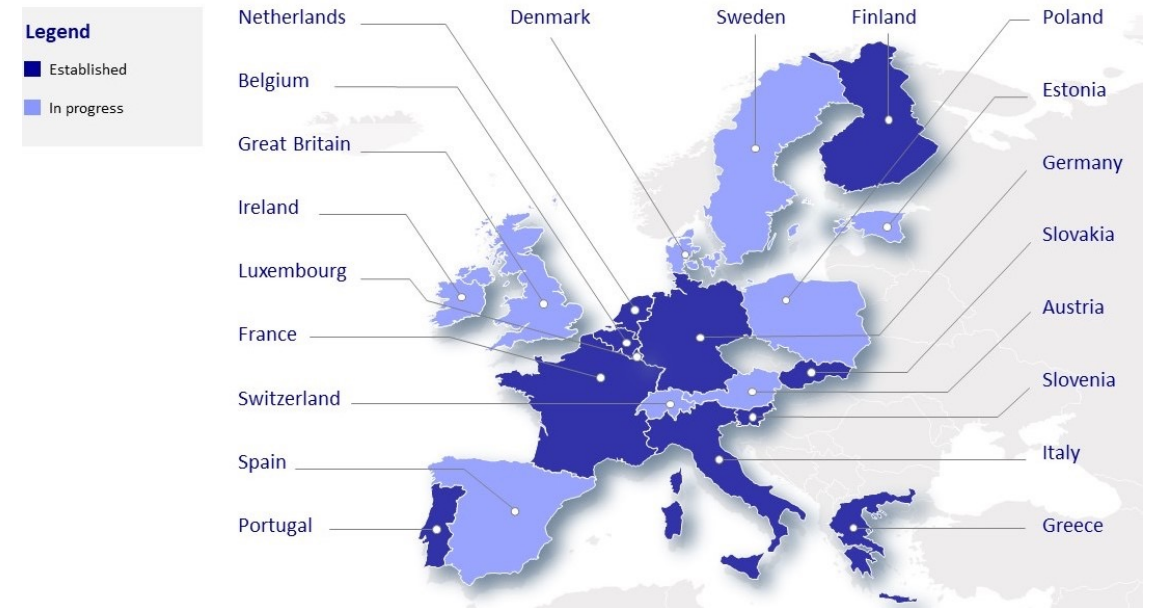 Legend
Established
In progress
Netherlands
Denmark
Sweden
Finland
Poland
Belgium
Estonia
Great Britain
Germany
Ireland
Slovakia
Luxembourg
Austria
France
Slovenia
Switzerland
Italy
Spain
Portugal
Greece